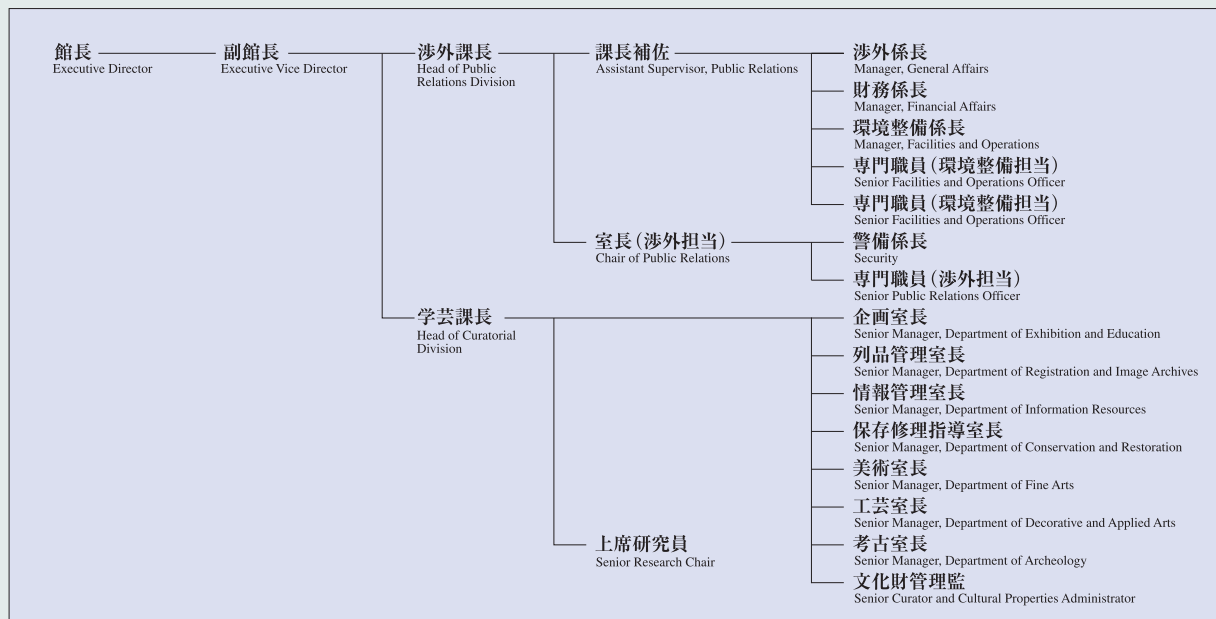 館長
Executive Director
副館長
Executive Vice Director
渉外課長
Head of Public
Relations Division
課長補佐
Assistant Supervisor, Public Relations
渉外係長
Manager, General Affairs
財務係長
Manager, Financial Affairs
環境整備係長
Manager, Facilities and Operations
専門職員（環境整備担当）
Senior Facilities and Operations Officer
専門職員（環境整備担当）
Senior Facilities and Operations Officer
室長（渉外担当）
Chair of Public Relations
警備係長
Security
専門職員（渉外担当）
Senior Public Relations Officer
学芸課長
Head of Curatorial
Division
企画室長
Senior Manager, Department of Exhibition and Education
列品管理室長
Senior Manager, Department of Registration and Image Archives
情報管理室長
Senior Manager, Department of Information Resources
保存修理指導室長
Senior Manager, Department of Conservation and Restoration
美術室長
Senior Manager, Department of Fine Arts
工芸室長
Senior Manager, Department of Decorative and Applied Arts
上席研究員
Senior Research Chair
考古室長
Senior Manager, Department of Archeology
文化財管理監
Senior Curator and Cultural Properties Administrator